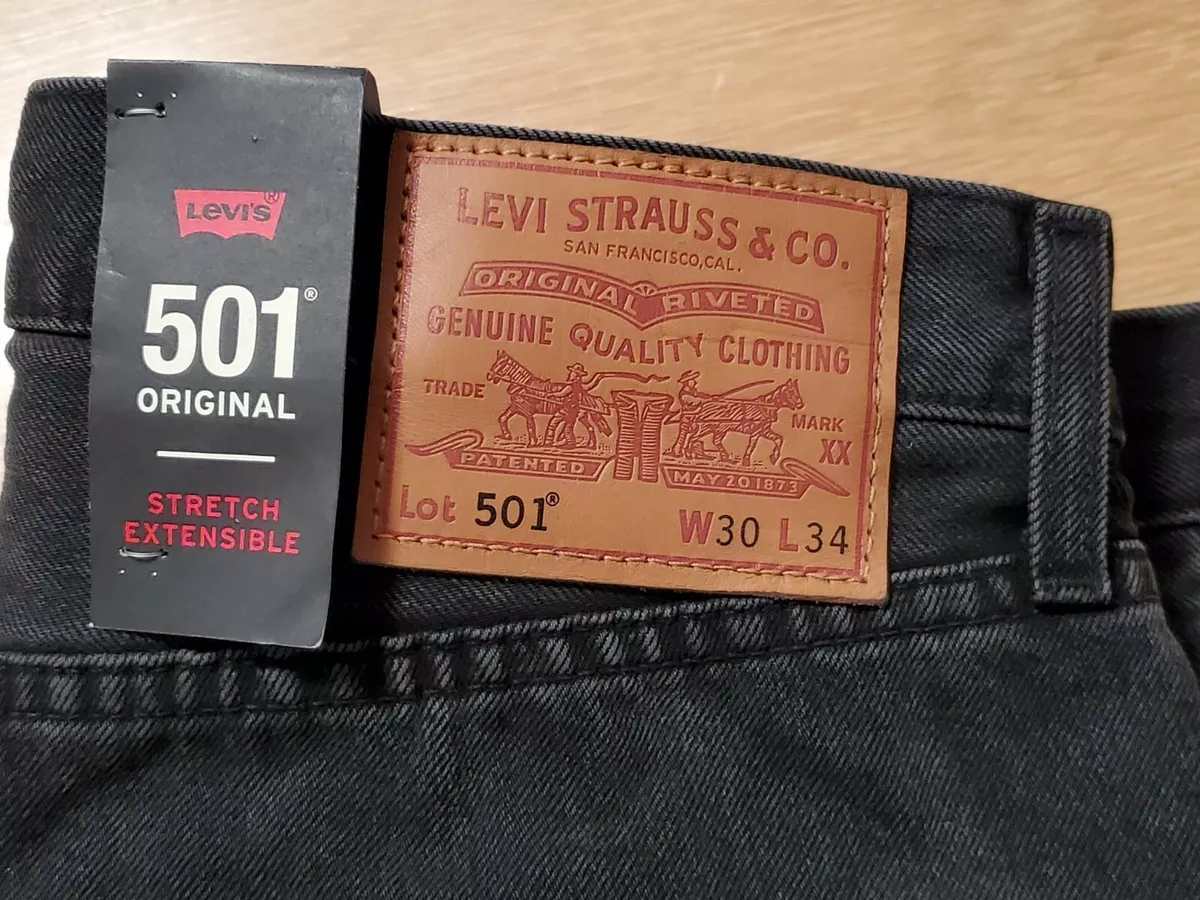 LEVI'S®
501®
ORIGINAL
STRETCH
EXTENSIBLE
LEVI STRAUSS & CO.
SAN FRANCISCO, CAL.
ORIGINAL RIVETED
GENUINE QUALITY CLOTHING
TRADE MARK
XX
PATENTED MAY 20 1873
Lot 501® W30 L34